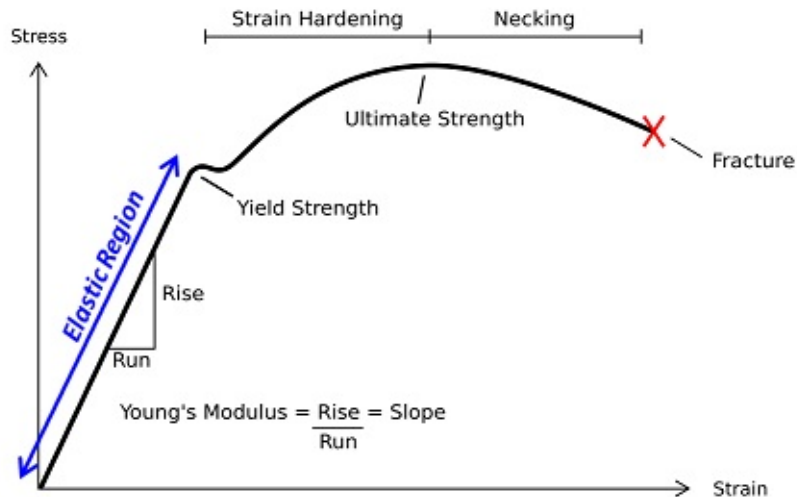 Strain Hardening
Necking
Stress
Ultimate Strength
Fracture
Yield Strength
Elastic Region
Rise
Run
Young's Modulus = Rise = Slope
Run
Strain